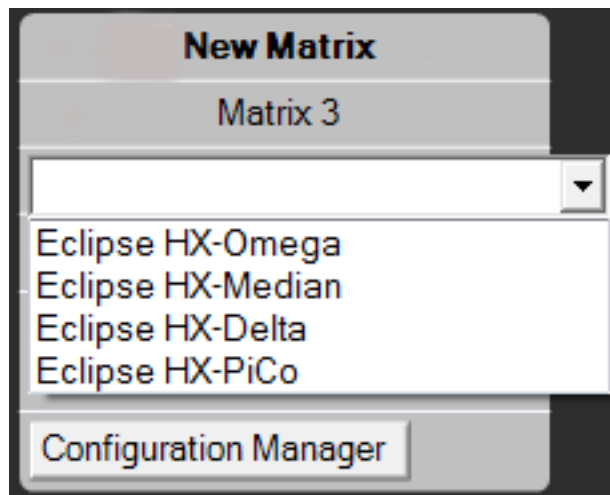 New Matrix
Matrix 3
Eclipse HX-Omega
Eclipse HX-Median
Eclipse HX-Delta
Eclipse HX-PiCo
Configuration Manager